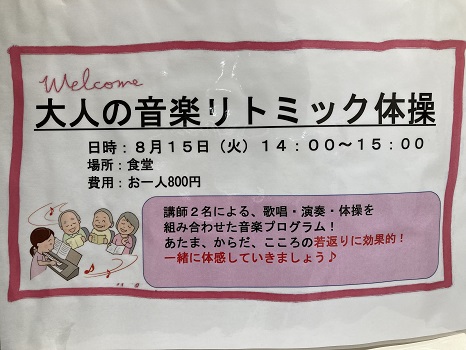 Welcome
大人の音楽リトミック体操
日時：８月１５日（火）１４：００～１５：００
場所：食堂
費用：お一人800円
講師２名による、歌唱・演奏・体操を
組み合わせた音楽プログラム！
あたま、からだ、こころの若返りに効果的！
一緒に体感していきましょう♪